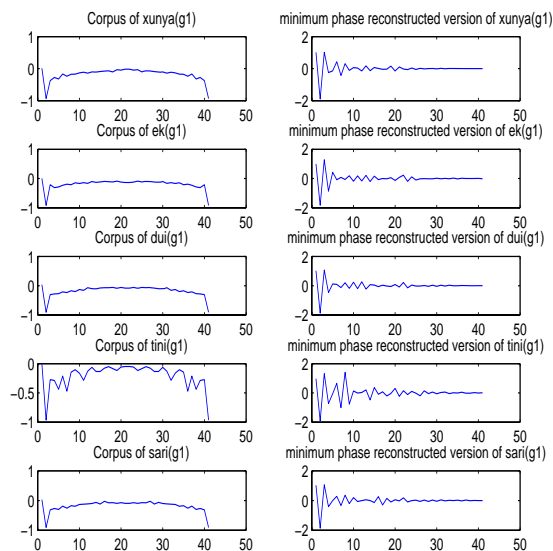 Corpus of xunya(g1) minimum phase reconstructed version of xunya(g1)
1 2
0 0
−1 −2
0 10 20 30 40 50 0 10 20 30 40 50
Corpus of ek(g1) minimum phase reconstructed version of ek(g1)
1 2
0 0
−1 −2
0 10 20 30 40 50 0 10 20 30 40 50
Corpus of dui(g1) minimum phase reconstructed version of dui(g1)
1 2
0 0
−1 −2
0 10 20 30 40 50 0 10 20 30 40 50
Corpus of tini(g1) minimum phase reconstructed version of tini(g1)
0 2
−0.5 0
−1 −2
0 10 20 30 40 50 0 10 20 30 40 50
Corpus of sari(g1) minimum phase reconstructed version of sari(g1)
1 2
0 0
−1 −2
0 10 20 30 40 50 0 10 20 30 40 50